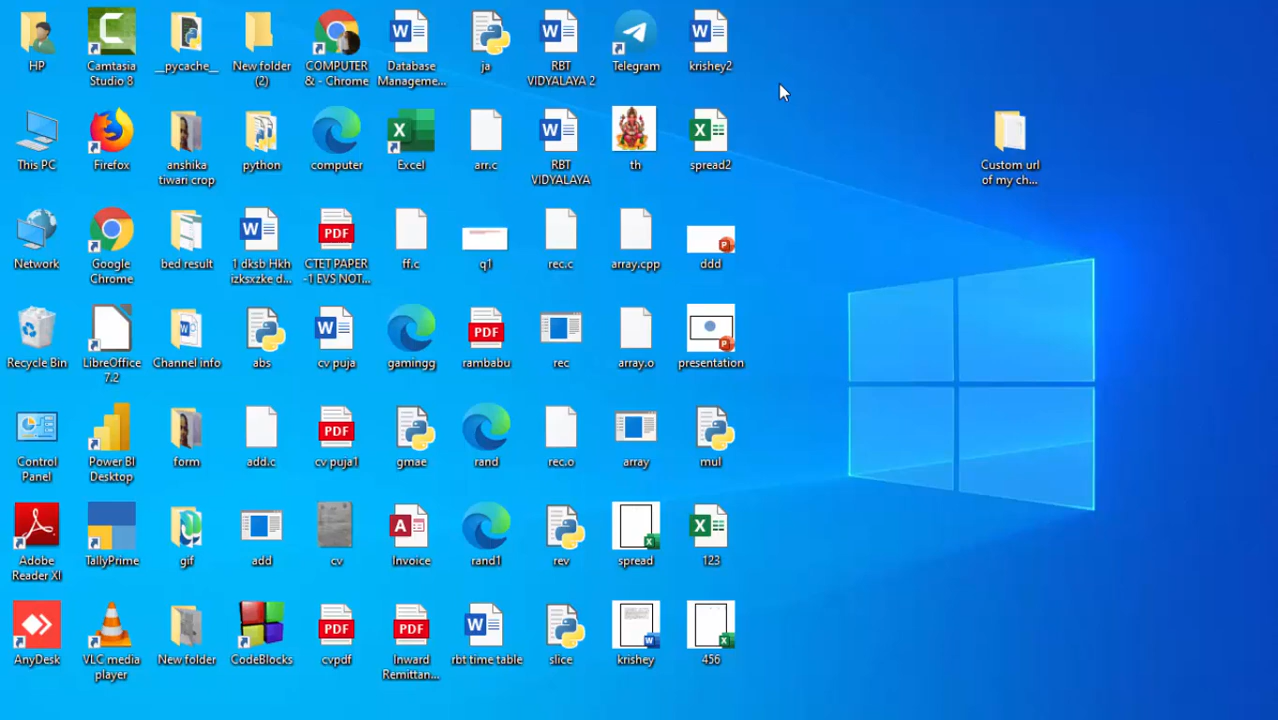 HP
Camtasia
Studio 8
__pycache__
New folder
(2)
COMPUTER
& - Chrome
Database
Manageme...
ja
RBT
VIDYALAYA 2
Telegram
krishey2
This PC
Firefox
anshika
tiwari crop
python
computer
Excel
arr.c
RBT
VIDYALAYA
th
spread2
Custom url
of my ch...
Network
Google
Chrome
bed result
1 dksb Hkh
izksxzke d...
PDF
CTET PAPER
-1 EVS NOT...
ff.c
q1
rec.c
array.cpp
ddd
Recycle Bin
LibreOffice
7.2
Channel info
abs
cv puja
gamingg
PDF
rambabu
rec
array.o
presentation
Control
Panel
Power BI
Desktop
form
add.c
PDF
cv puja1
gmae
rand
rec.o
array
mul
Adobe
Reader XI
TallyPrime
gif
add
cv
Invoice
rand1
rev
spread
123
AnyDesk
VLC media
player
New folder
CodeBlocks
PDF
cvpdf
PDF
Inward
Remittan...
rbt time table
slice
krishey
456